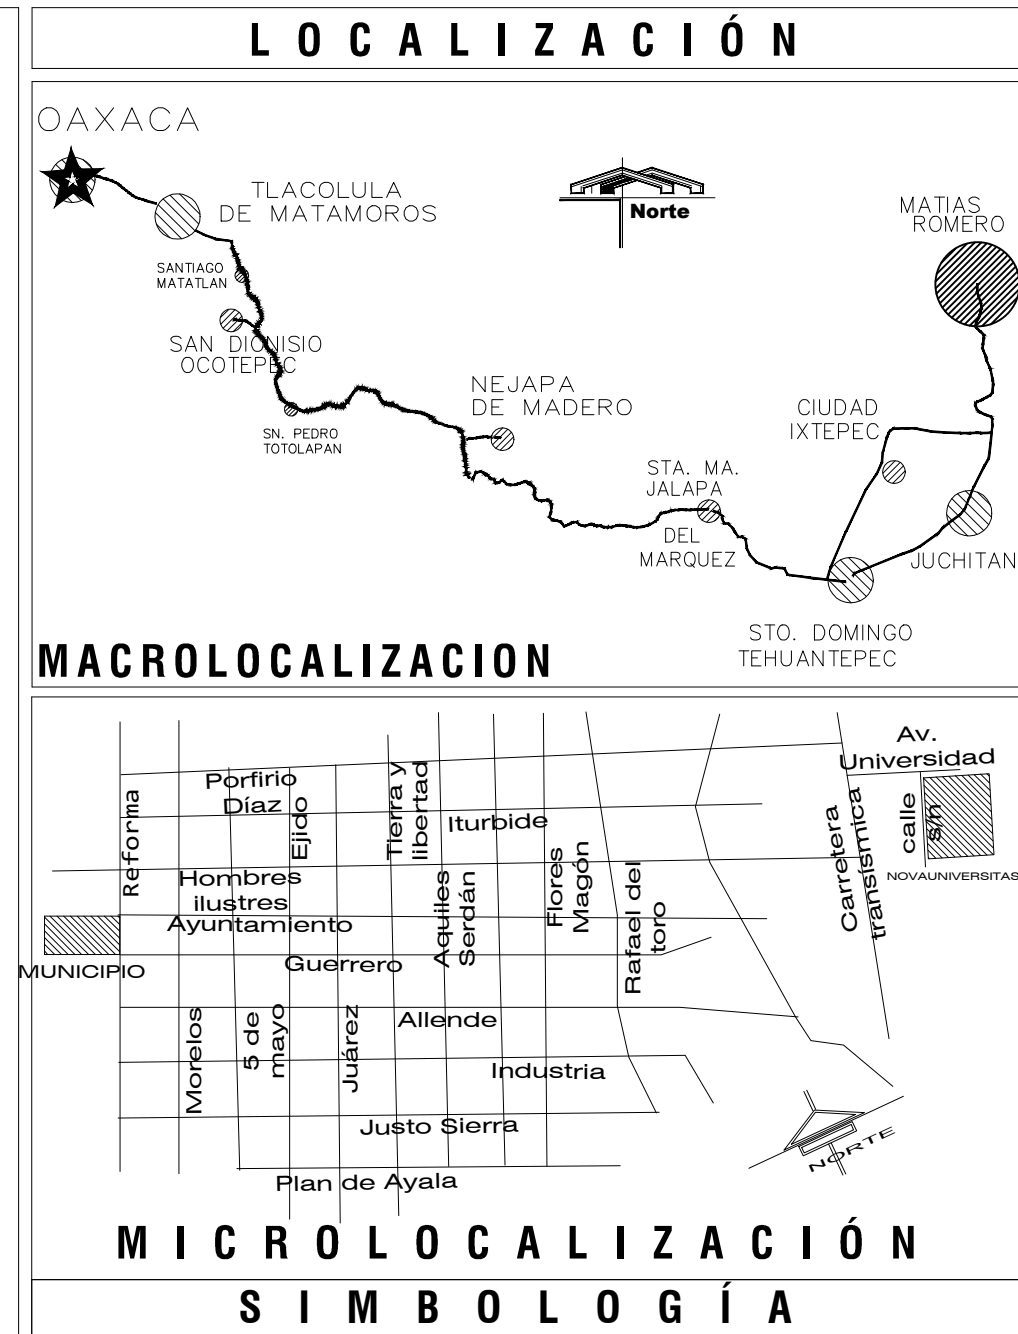 LOCALIZACIÓN
OAXACA
TLACOLULA
DE MATAMOROS
Norte
MATIAS
ROMERO
SANTIAGO
MATATLAN
SAN DIONISIO
OCOTEPEC
NEJAPA
DE MADERO
CIUDAD
IXTEPEC
SN. PEDRO
TOTOLAPAN
STA. MA.
JALAPA
DEL
MARQUEZ
JUCHITAN
STO. DOMINGO
TEHUANTEPEC
MACROLOCALIZACION
Av.
Universidad
Porfirio
Díaz
Reforma
Ejido
Tierra y
libertad
Iturbide
Carretera
transísmica
calle
s/n
NOVAUNIVERSITAS
Hombres
ilustres
Ayuntamiento
Aquiles
Serdán
Flores
Magón
Rafael del
toro
MUNICIPIO
Guerrero
Morelos
5 de
mayo
Juárez
Allende
Industria
Justo Sierra
NORTE
Plan de Ayala
MICROLOCALIZACIÓN
SIMBOLOGÍA